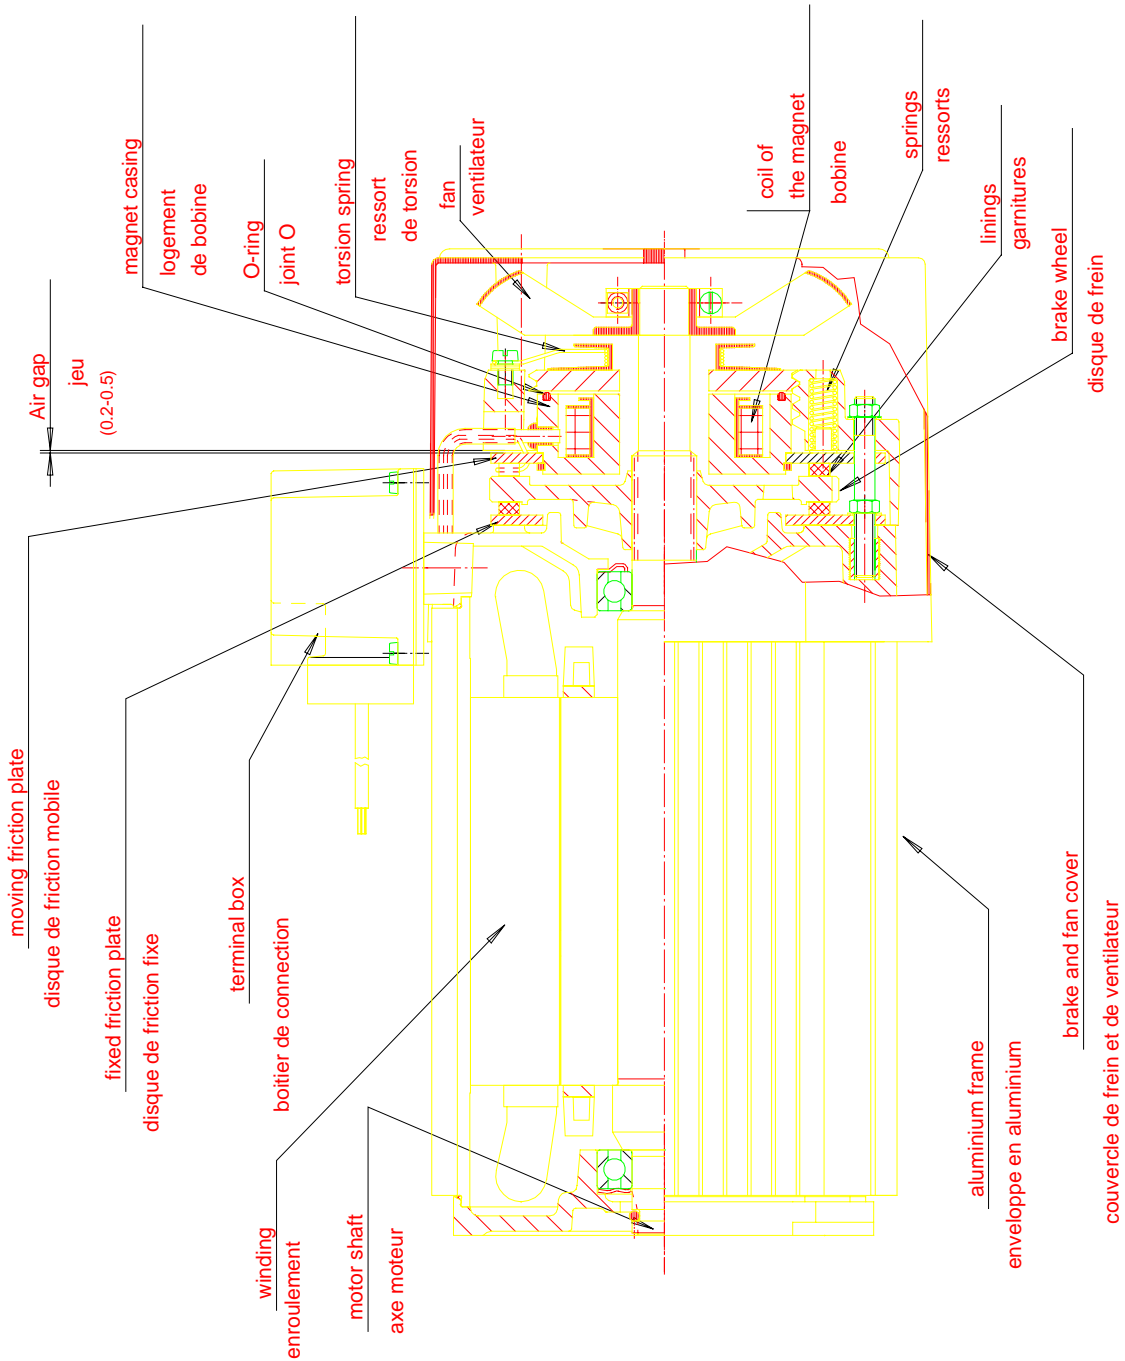 moving friction plate
disque de friction mobile
Air gap
jeu
(0.2-0.5)
fixed friction plate
disque de friction fixe
magnet casing
logement
de bobine
terminal box
boitier de connection
O-ring
joint O
winding
enroulement
torsion spring
ressort
de torsion
motor shaft
axe moteur
fan
ventilateur
coil of
the magnet
bobine
springs
ressorts
linings
garnitures
aluminium frame
enveloppe en aluminium
brake wheel
disque de frein
brake and fan cover
couvercle de frein et de ventilateur